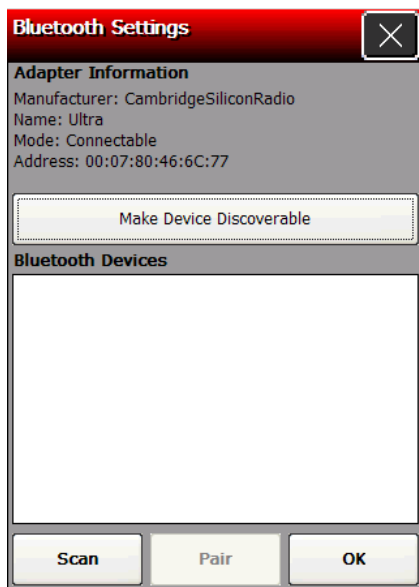 Bluetooth Settings
Adapter Information
Manufacturer: CambridgeSiliconRadio
Name: Ultra
Mode: Connectable
Address: 00:07:80:46:6C:77
Make Device Discoverable
Bluetooth Devices
Scan Pair OK